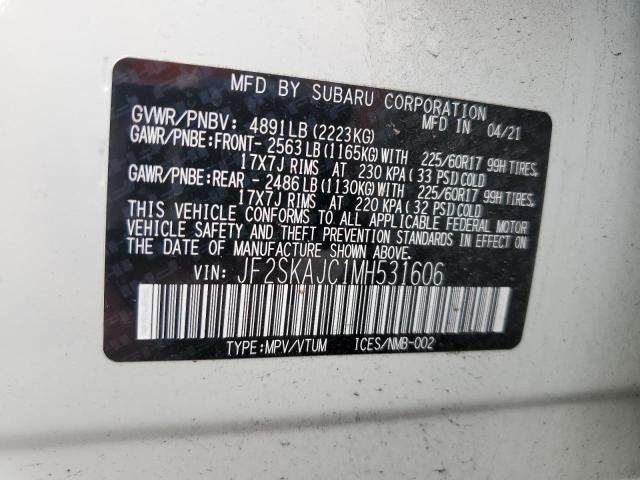 MFD BY SUBARU CORPORATION
GVWR/PNBV: 4891LB(2223KG) MFD IN 04/21
GAWR/PNBE:FRONT- 2563LB(1165KG)WITH 225/60R17 99H TIRES,
17X7J RIMS AT 230 KPA(33 PSI)COLD
GAWR/PNBE:REAR - 2486LB(1130KG)WITH 225/60R17 99H TIRES,
17X7J RIMS AT 220 KPA(32 PSI)COLD
THIS VEHICLE CONFORMS TO ALL APPLICABLE FEDERAL MOTOR
VEHICLE SAFETY AND THEFT PREVENTION STANDARDS IN EFFECT ON
THE DATE OF MANUFACTURE SHOWN ABOVE.
VIN: JF2SKAJC1MH531606
TYPE:MPV/VTUM ICES/NMB-002